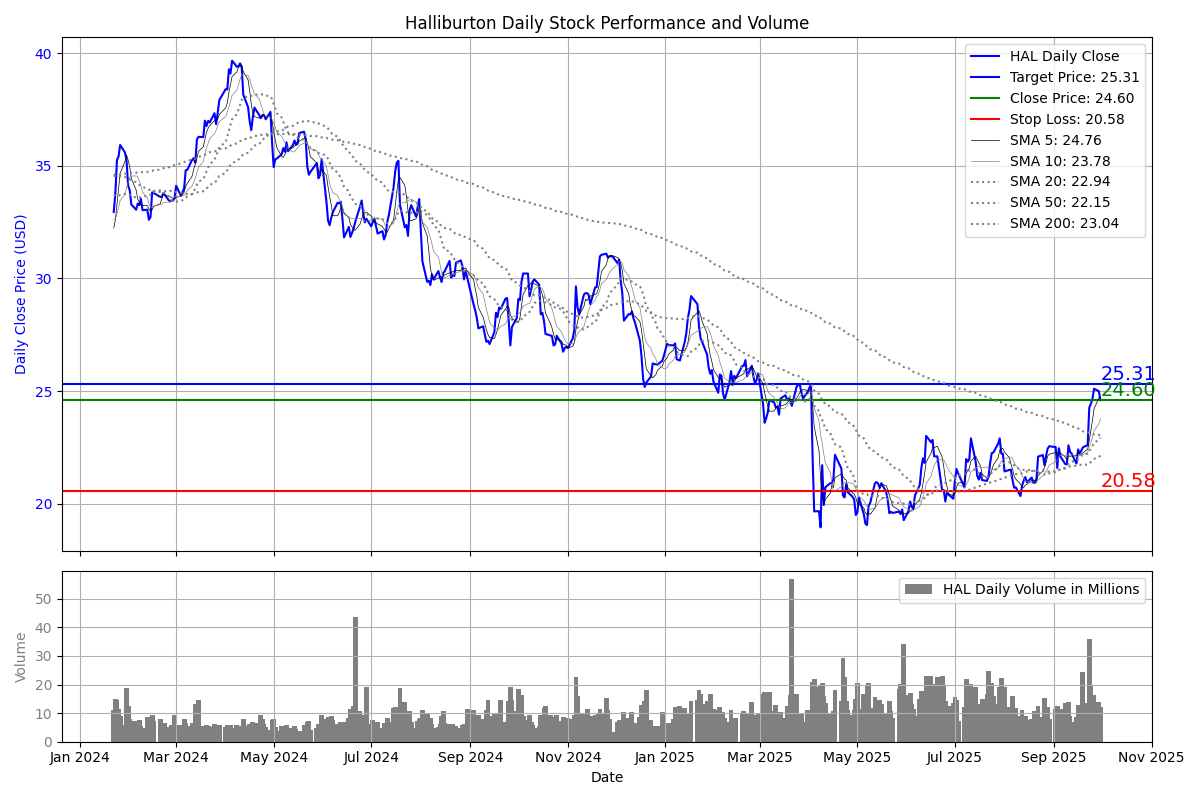 Halliburton Daily Stock Performance and Volume
Daily Close Price (USD)
40
35
30
25
20
HAL Daily Close
Target Price: 25.31
Close Price: 24.60
Stop Loss: 20.58
SMA 5: 24.76
SMA 10: 23.78
SMA 20: 22.94
SMA 50: 22.15
SMA 200: 23.04
25.31
24.60
20.58
Volume
50
40
30
20
10
0
HAL Daily Volume in Millions
Jan 2024 Mar 2024 May 2024 Jul 2024 Sep 2024 Nov 2024 Jan 2025 Mar 2025 May 2025 Jul 2025 Sep 2025 Nov 2025
Date